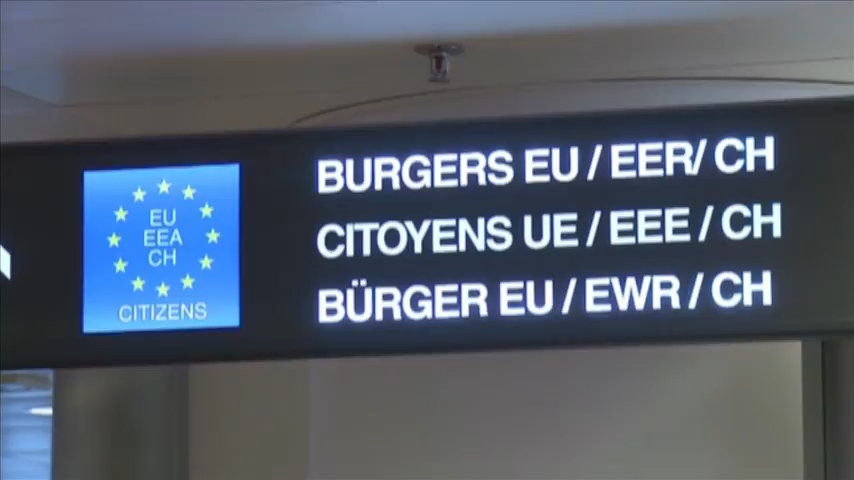 EU
EEA
CH
CITIZENS
BURGERS EU / EER/ CH
CITOYENS UE / EEE / CH
BÜRGER EU / EWR / CH